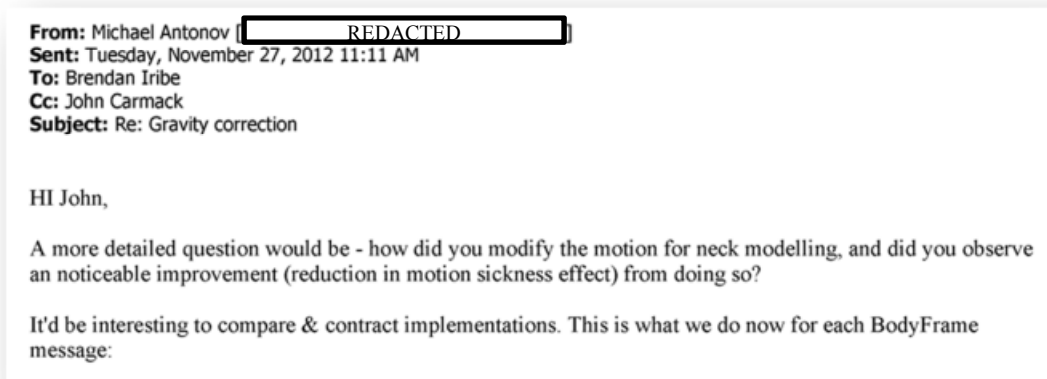 From: Michael Antonov [REDACTED]
Sent: Tuesday, November 27, 2012 11:11 AM
To: Brendan Iribe
Cc: John Carmack
Subject: Re: Gravity correction
HI John,
A more detailed question would be - how did you modify the motion for neck modelling, and did you observe
an noticeable improvement (reduction in motion sickness effect) from doing so?
It'd be interesting to compare & contract implementations. This is what we do now for each BodyFrame
message: